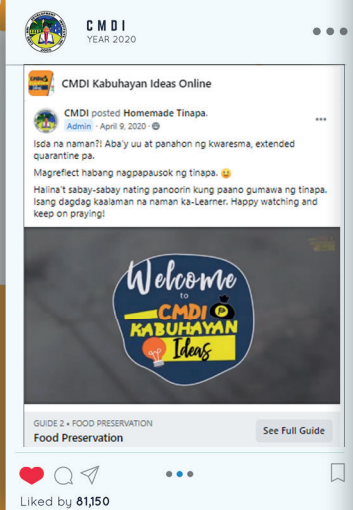 CMDI
YEAR 2020
CMDI Kabuhayan Ideas Online
CMDI posted Homemade Tinapa.
Admin · April 9, 2020 ·
Isda na naman?! Aba'y uu at panahon ng kwaresma, extended
quarantine pa.
Magreflect habang nagpapausok ng tinapa.
Halina't sabay-sabay nating panoorin kung paano gumawa ng tinapa.
Isang dagdag kaalaman na naman ka-Learner. Happy watching and
keep on praying!
Welcome
to
CMDI
KABUHAYAN
Ideas
GUIDE 2 • FOOD PRESERVATION
Food Preservation
See Full Guide
Liked by 81,150